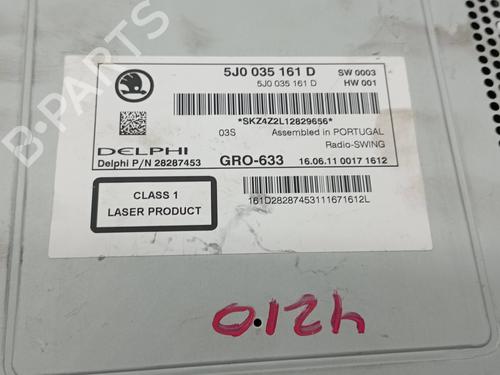 B-PARTS
5J0 035 161 D SW 0003
5J0 035 161 D HW 001
*SKZ4Z2L12829656*
03S Assembled in PORTUGAL
DELPHI Radio-SWING
Delphi P/N 28287453 GRO-633 16.06.11 0017 1612
CLASS 1
LASER PRODUCT
161D28287453111671612L
4210